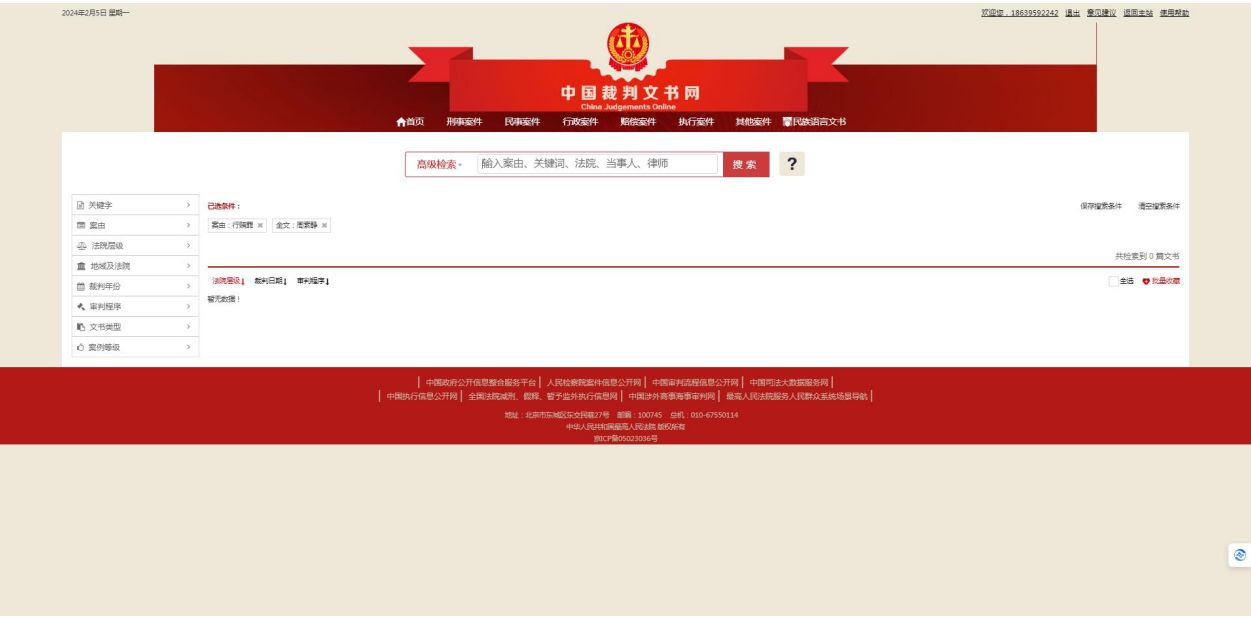 2024年2月5日 星期一
欢迎您，18639592242 退出 意见建议 返回主站 使用帮助
中国裁判文书网
China Judgements Online
首页 刑事案件 民事案件 行政案件 赔偿案件 执行案件 其他案件 民族语言文书
高级检索 输入案由、关键词、法院、当事人、律师 搜索 ?
关键字
案由
法院层级
地域及法院
裁判年份
审判程序
文书类型
案例等级
已选条件：
保存搜索条件 清空搜索条件
案由：行贿罪 × 全文：周素静 ×
共检索到 0 篇文书
法院层级↓ 裁判日期↓ 审判程序↓
全选 批量收藏
暂无数据！
| 中国政府公开信息整合服务平台 | 人民检察院案件信息公开网 | 中国审判流程信息公开网 | 中国司法大数据服务网 |
| 中国执行信息公开网 | 全国法院减刑、假释、暂予监外执行信息网 | 中国涉外商事海事审判网 | 最高人民法院服务人民群众系统场景导航 |
地址：北京市东城区东交民巷27号 邮编：100745 总机：010-67550114
中华人民共和国最高人民法院 版权所有
京ICP备05023036号